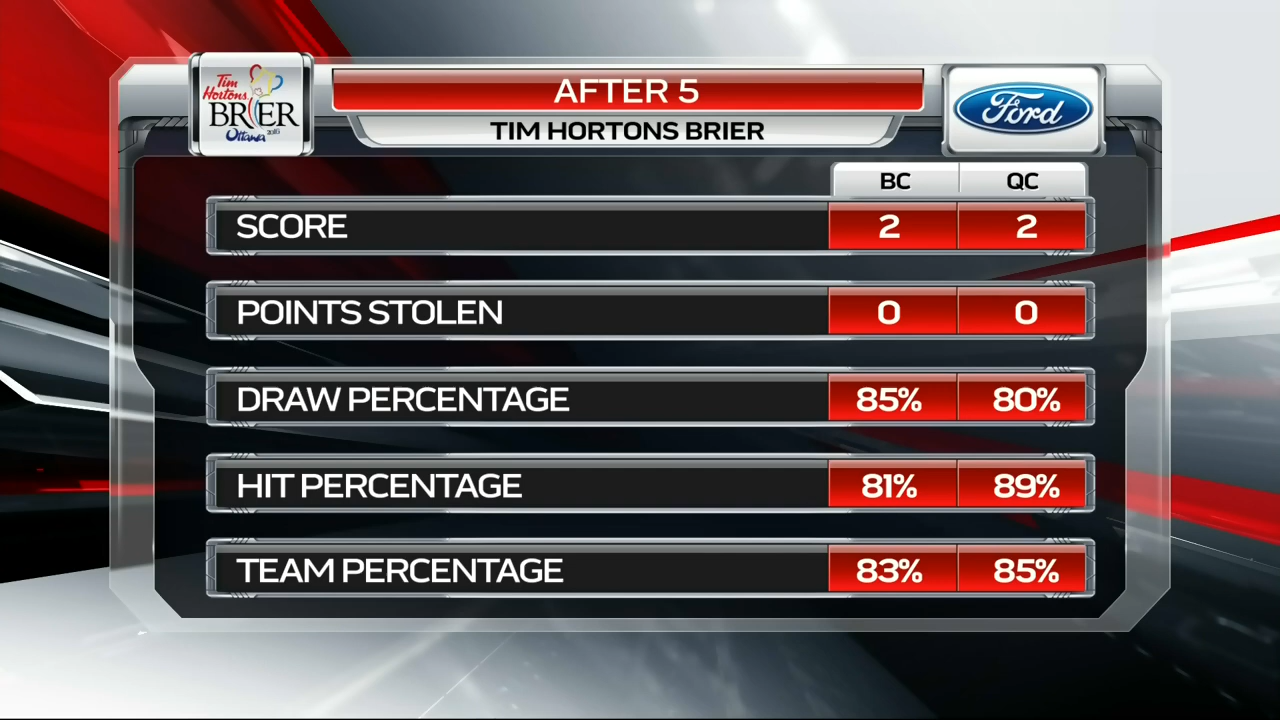 Tim
Hortons
BRIER
Ottawa 2016
AFTER 5
TIM HORTONS BRIER
Ford
BC QC
SCORE 2 2
POINTS STOLEN 0 0
DRAW PERCENTAGE 85% 80%
HIT PERCENTAGE 81% 89%
TEAM PERCENTAGE 83% 85%